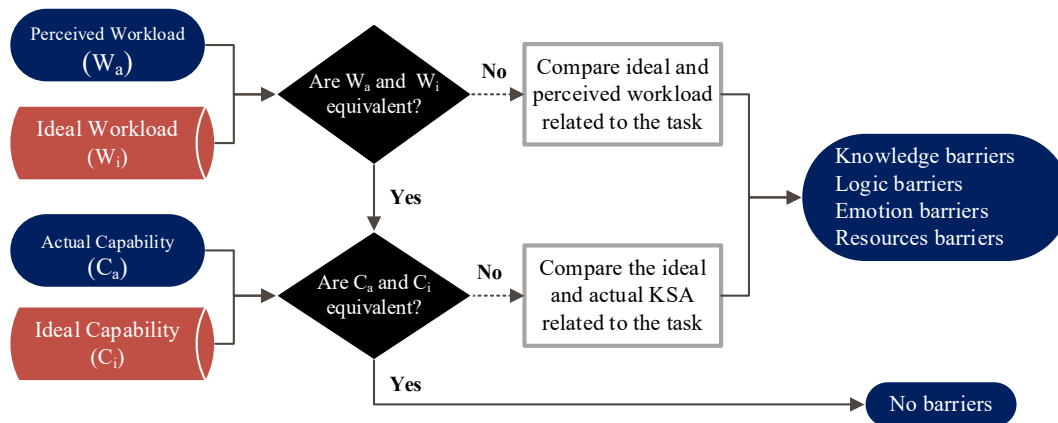 Perceived Workload
(Wa)
Ideal Workload
(Wi)
Are Wa and Wi
equivalent?
No
Compare ideal and
perceived workload
related to the task
Knowledge barriers
Logic barriers
Emotion barriers
Resources barriers
Yes
Actual Capability
(Ca)
Ideal Capability
(Ci)
Are Ca and Ci
equivalent?
No
Compare the ideal
and actual KSA
related to the task
Yes
No barriers